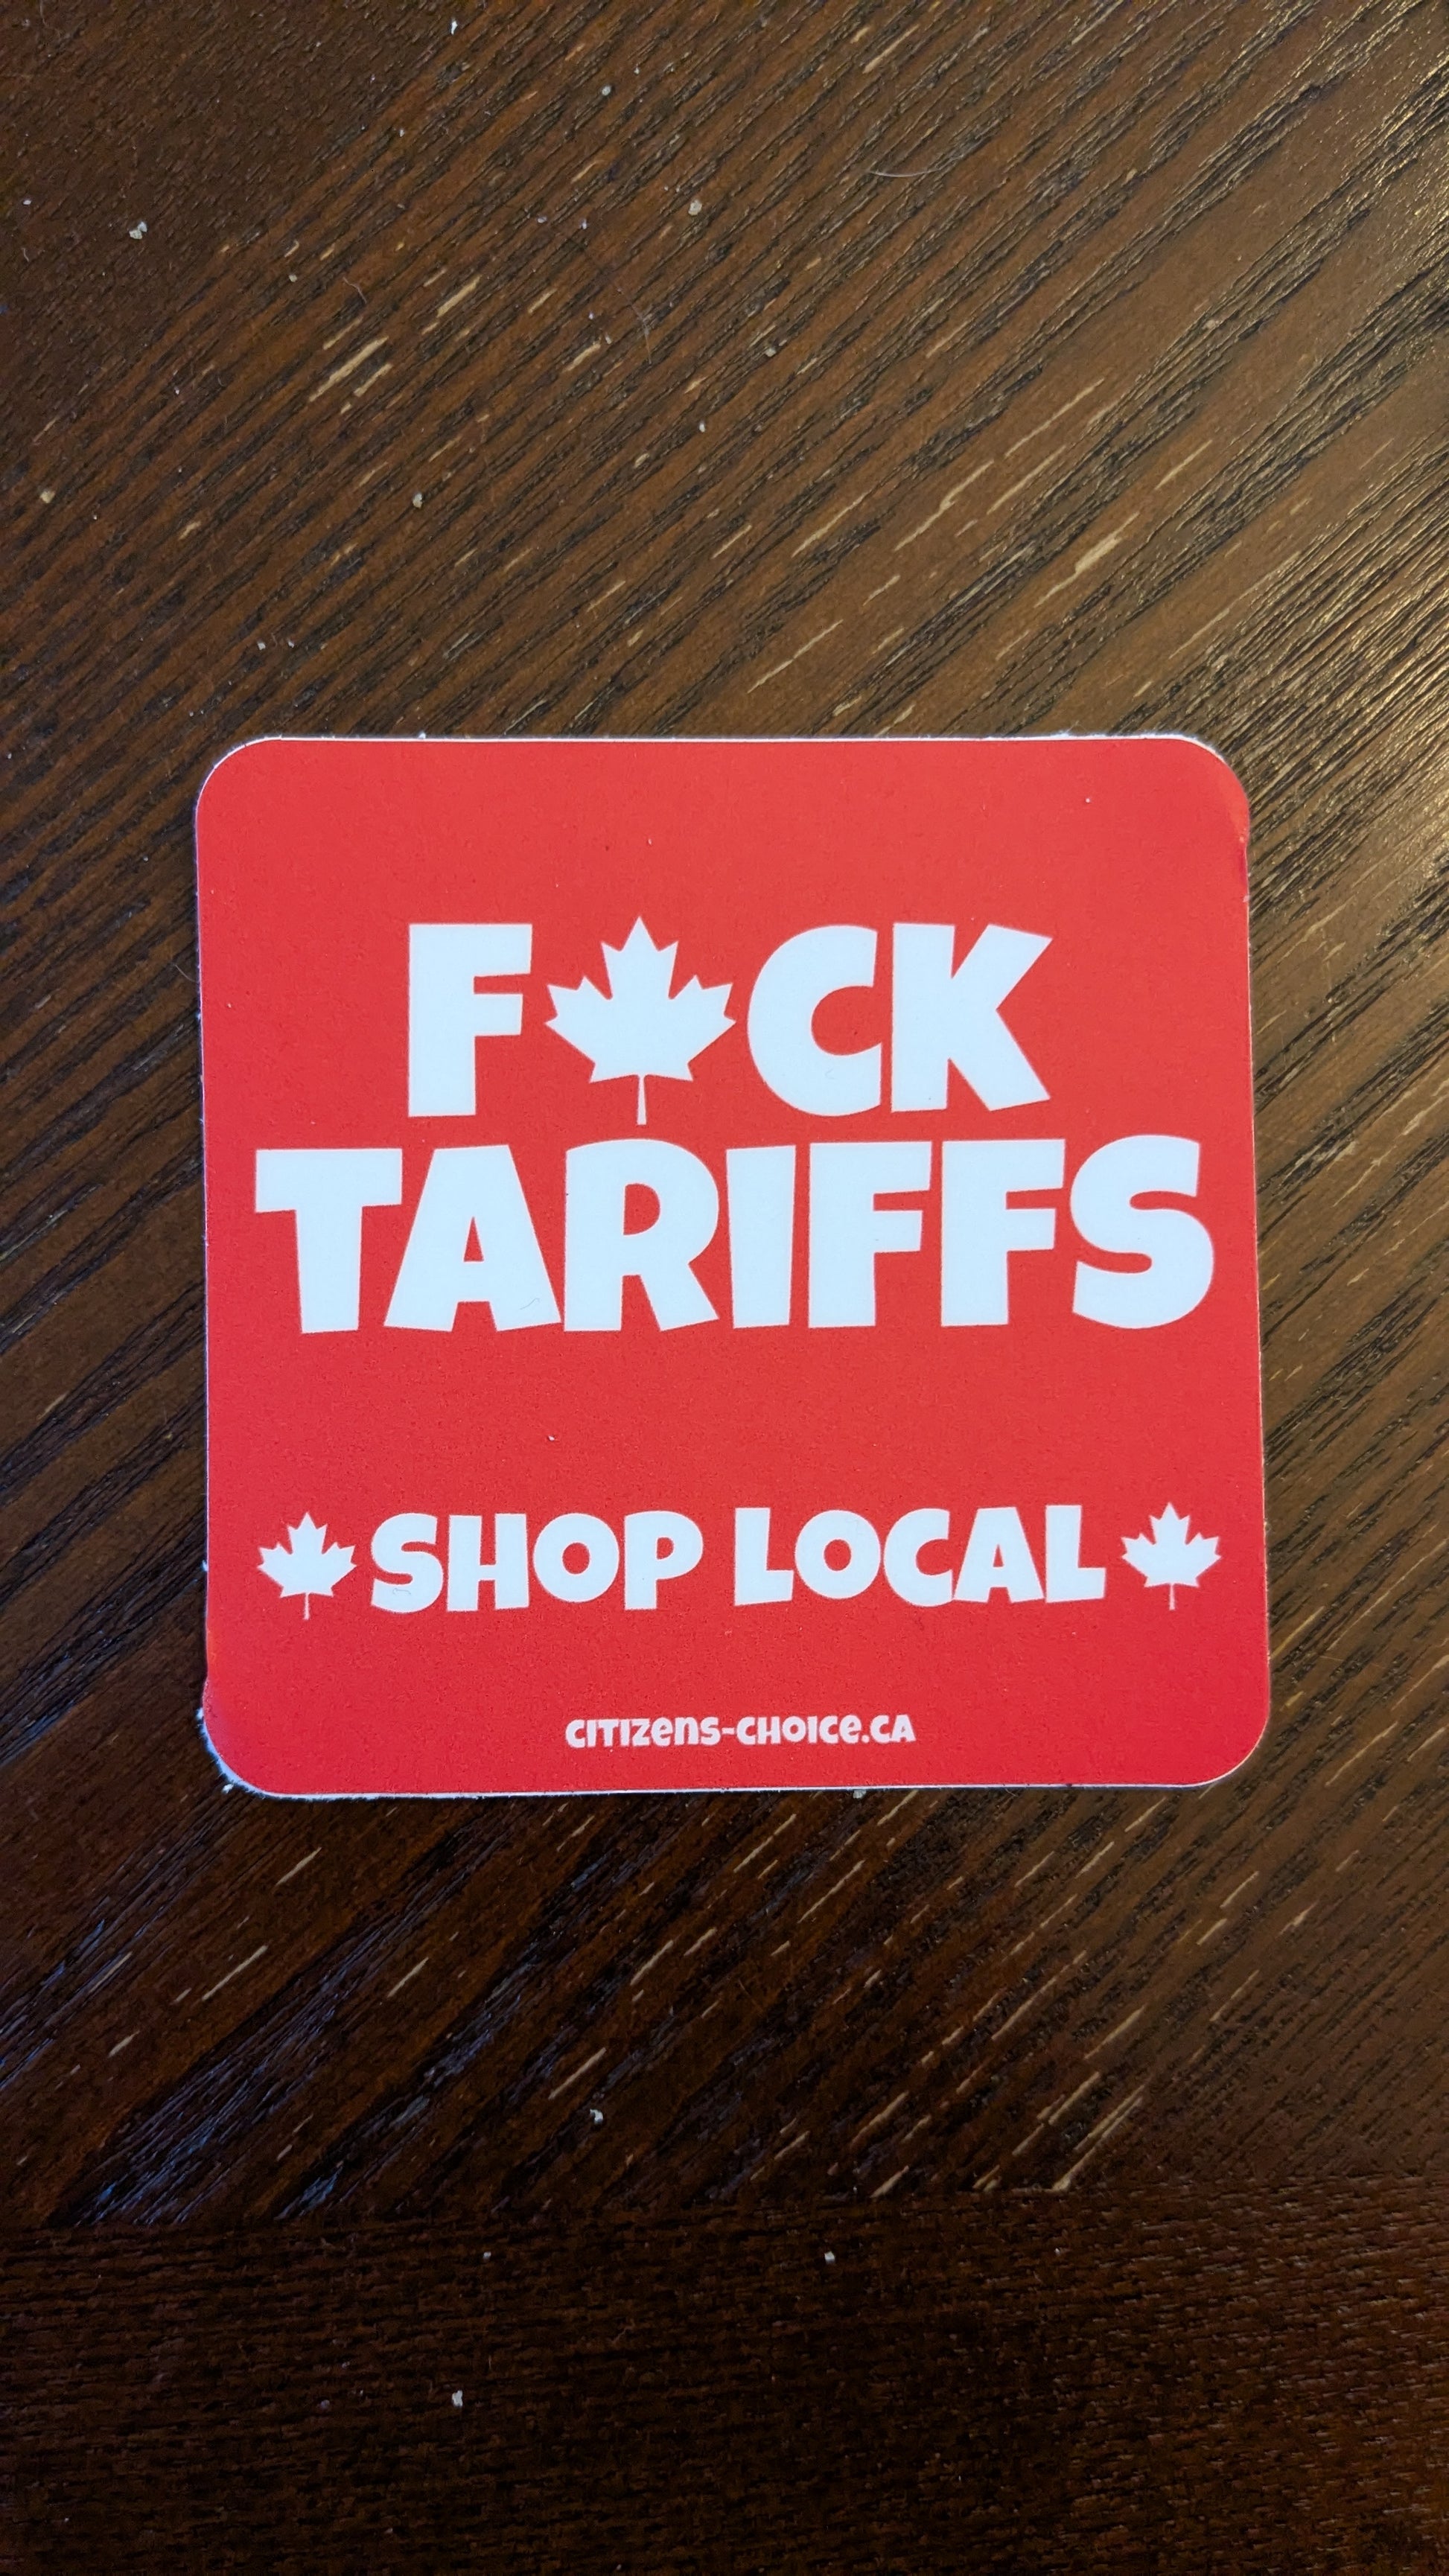 F🍁CK
TARIFFS
🍁SHOP LOCAL🍁
citizens-choice.ca